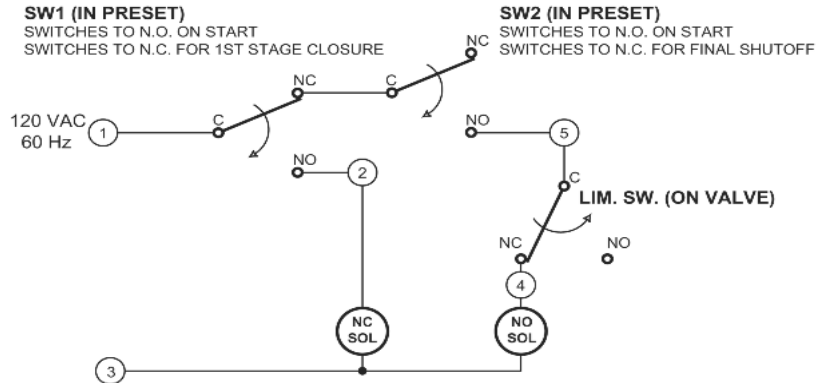 SW1 (IN PRESET)
SWITCHES TO N.O. ON START
SWITCHES TO N.C. FOR 1ST STAGE CLOSURE
SW2 (IN PRESET)
SWITCHES TO N.O. ON START
SWITCHES TO N.C. FOR FINAL SHUTOFF
NC
NC
C
C
120 VAC
60 Hz
1
NO
5
NO
2
C
LIM. SW. (ON VALVE)
NC
NO
4
NC
SOL
NO
SOL
3